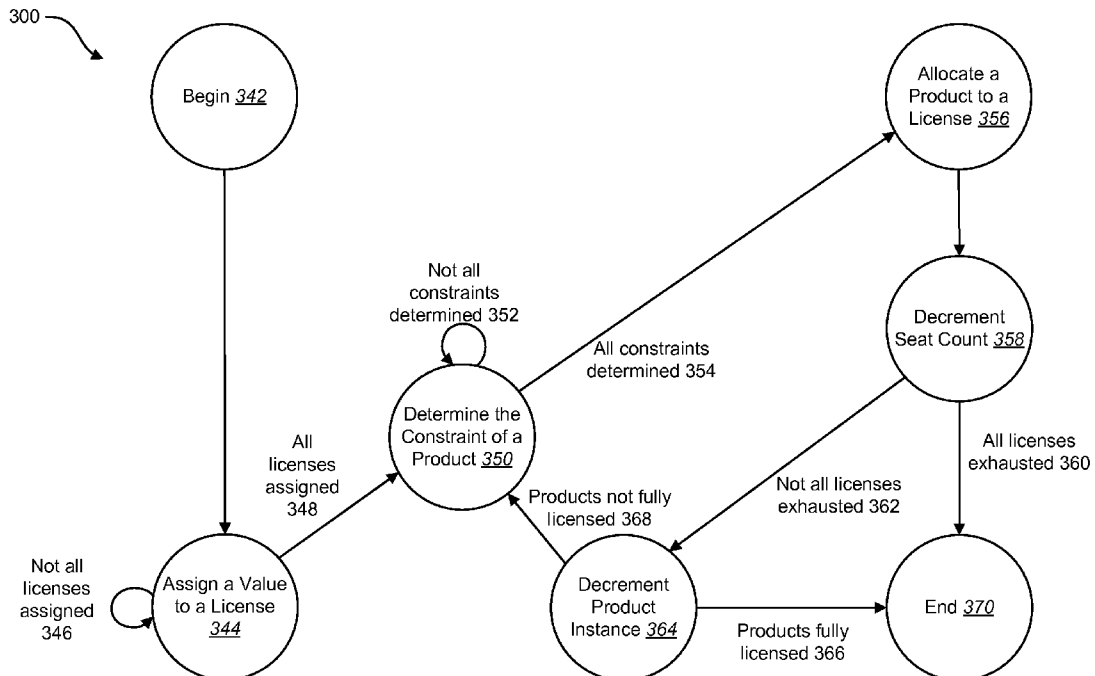 300
Begin 342
Allocate a
Product to a
License 356
Not all
constraints
determined 352
Decrement
Seat Count 358
All constraints
determined 354
Determine the
Constraint of a
Product 350
All
licenses
assigned
348
All licenses
exhausted 360
Not all licenses
exhausted 362
Products not fully
licensed 368
Not all
licenses
assigned
346
Assign a Value
to a License
344
Decrement
Product
Instance 364
End 370
Products fully
licensed 366